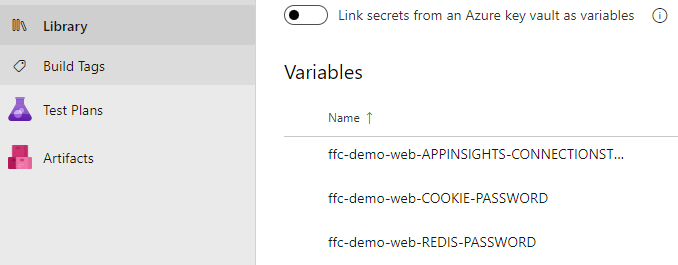 Library
Build Tags
Test Plans
Artifacts
Link secrets from an Azure key vault as variables
Variables
Name ↑
ffc-demo-web-APPINSIGHTS-CONNECTIONST...
ffc-demo-web-COOKIE-PASSWORD
ffc-demo-web-REDIS-PASSWORD